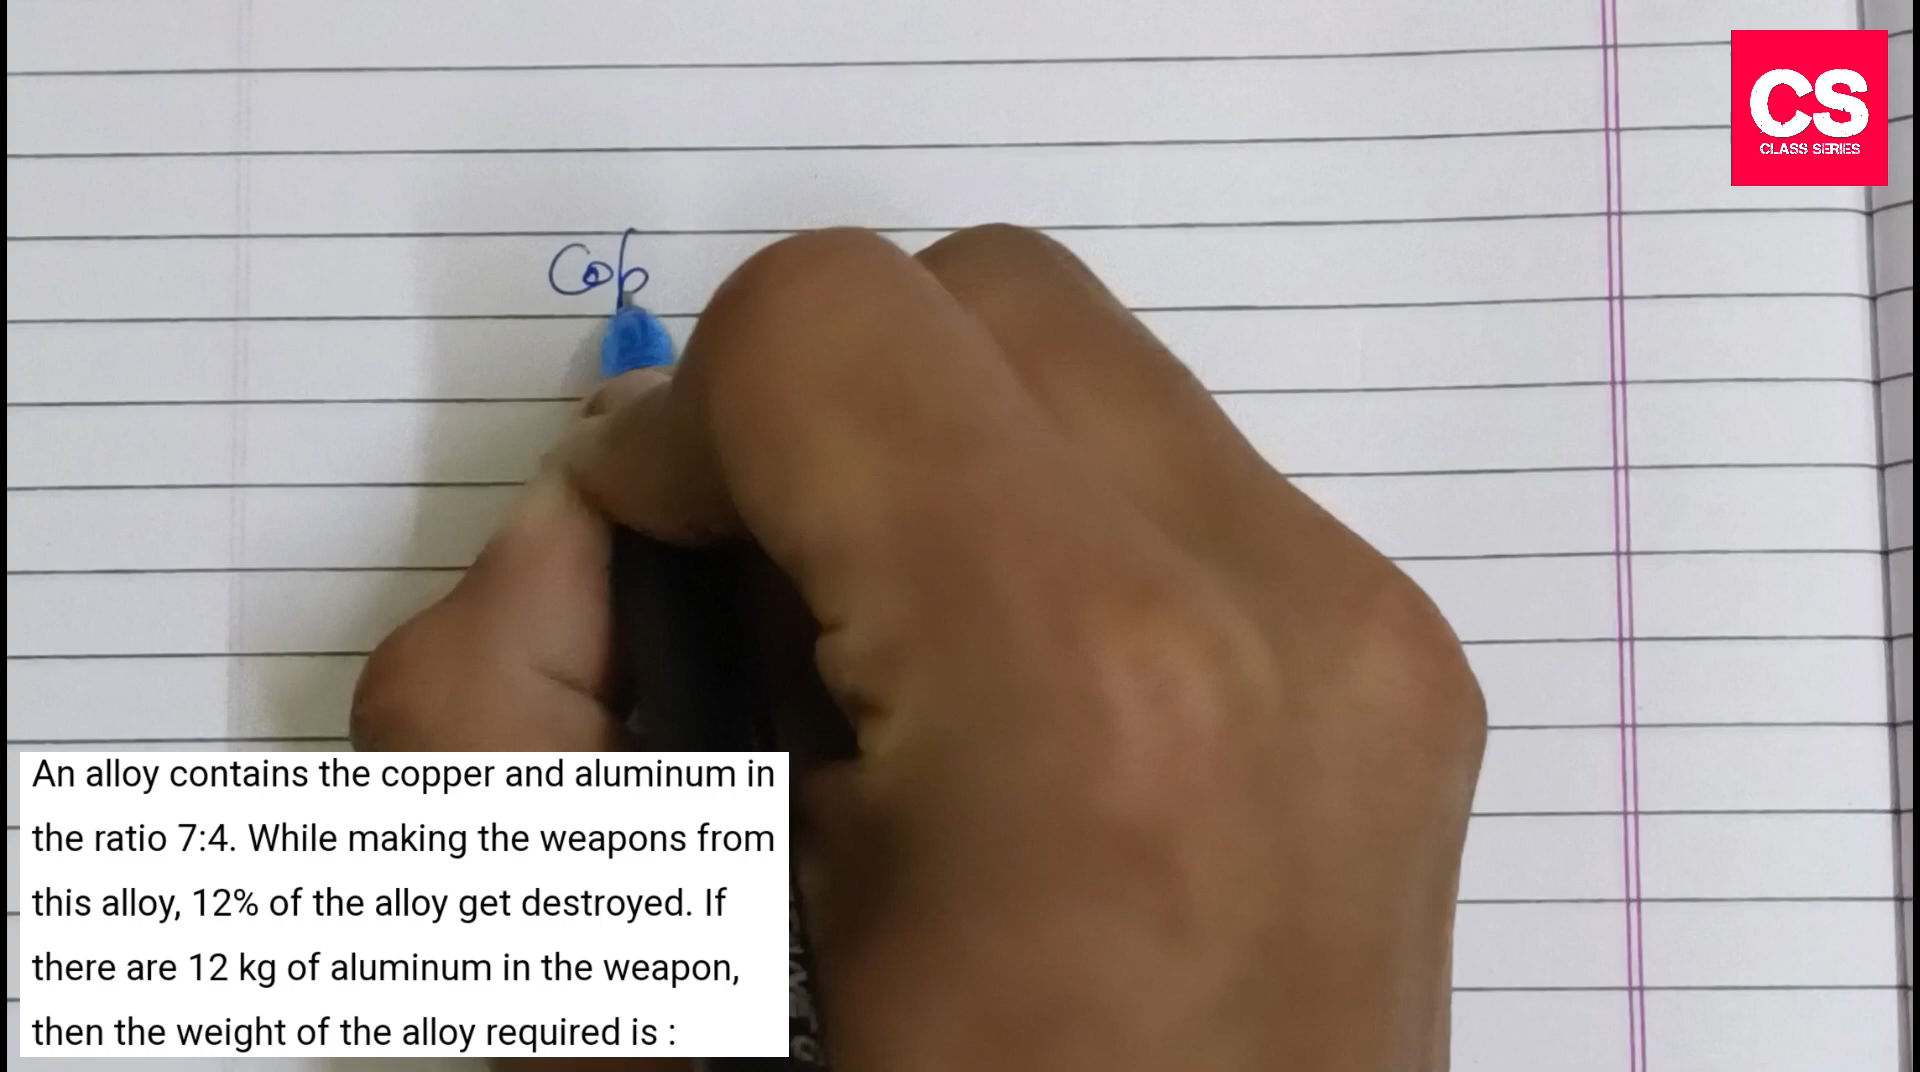 CS
CLASS SERIES
Cop
An alloy contains the copper and aluminum in
the ratio 7:4. While making the weapons from
this alloy, 12% of the alloy get destroyed. If
there are 12 kg of aluminum in the weapon,
then the weight of the alloy required is :